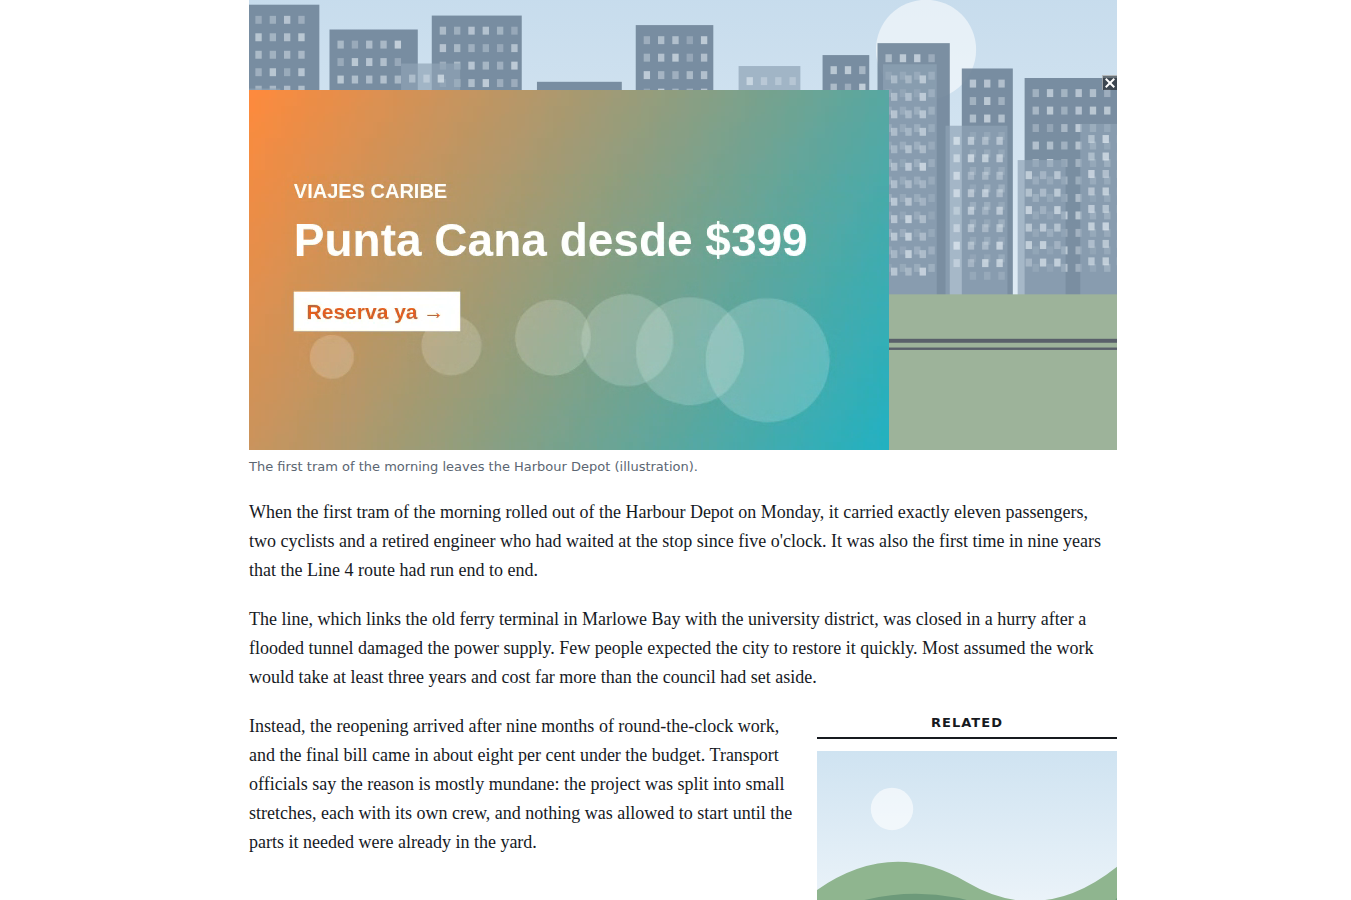 VIAJES CARIBE
Punta Cana desde $399
Reserva ya →
The first tram of the morning leaves the Harbour Depot (illustration).
When the first tram of the morning rolled out of the Harbour Depot on Monday, it carried exactly eleven passengers,
two cyclists and a retired engineer who had waited at the stop since five o'clock. It was also the first time in nine years
that the Line 4 route had run end to end.
The line, which links the old ferry terminal in Marlowe Bay with the university district, was closed in a hurry after a
flooded tunnel damaged the power supply. Few people expected the city to restore it quickly. Most assumed the work
would take at least three years and cost far more than the council had set aside.
Instead, the reopening arrived after nine months of round-the-clock work,
and the final bill came in about eight per cent under the budget. Transport
officials say the reason is mostly mundane: the project was split into small
stretches, each with its own crew, and nothing was allowed to start until the
parts it needed were already in the yard.
RELATED